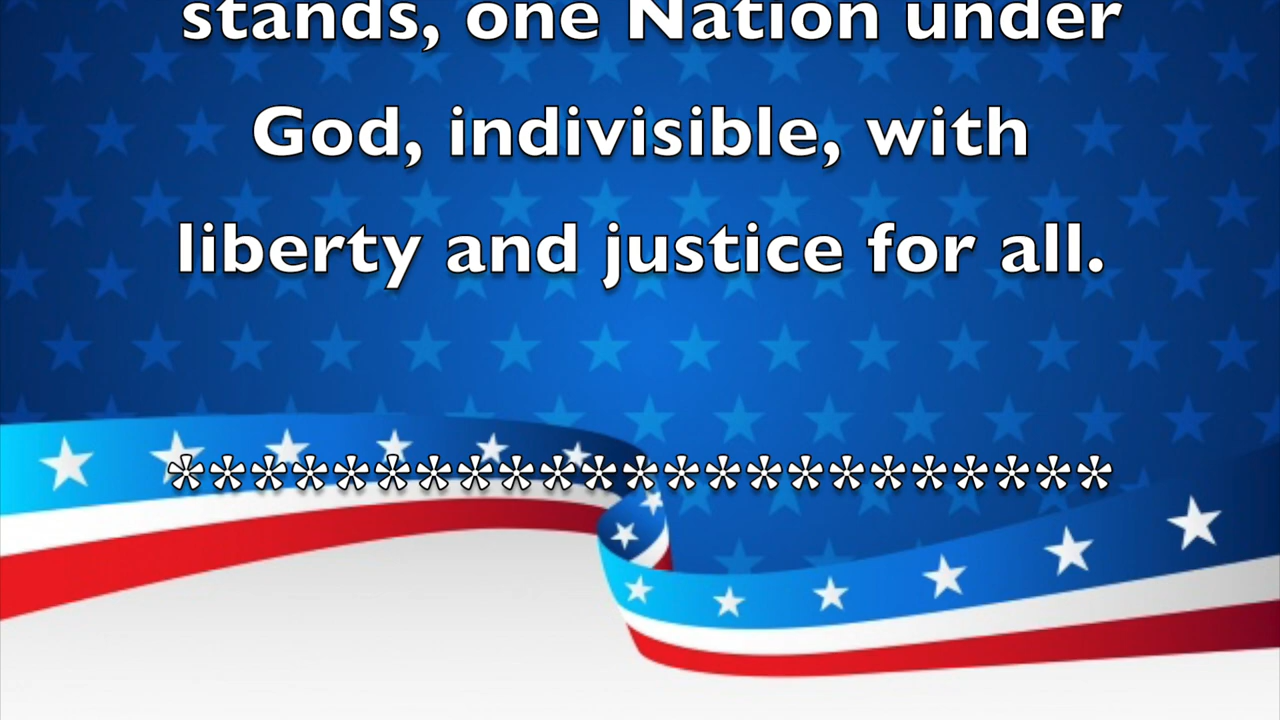 stands, one Nation under
God, indivisible, with
liberty and justice for all.
***********************